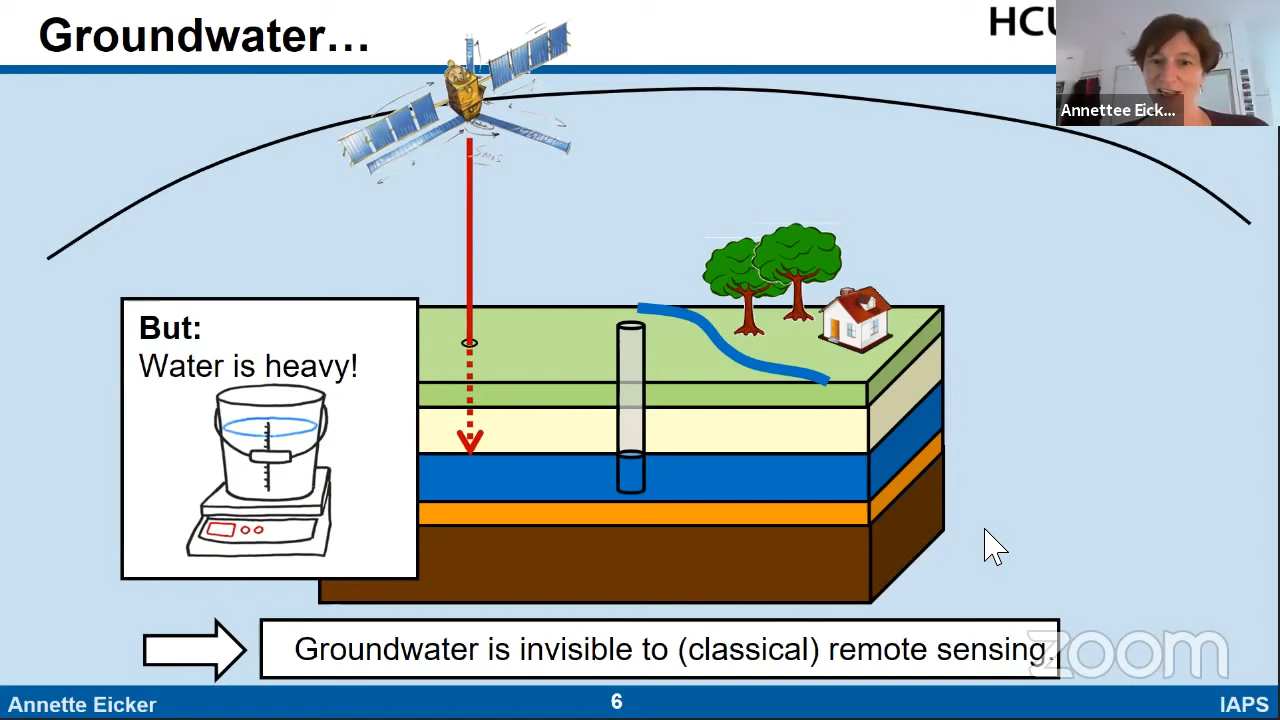 Groundwater...
HCU
Annettee Eick...
SMOS
But:
Water is heavy!
Groundwater is invisible to (classical) remote sensing.
zoom
Annette Eicker
6
IAPS